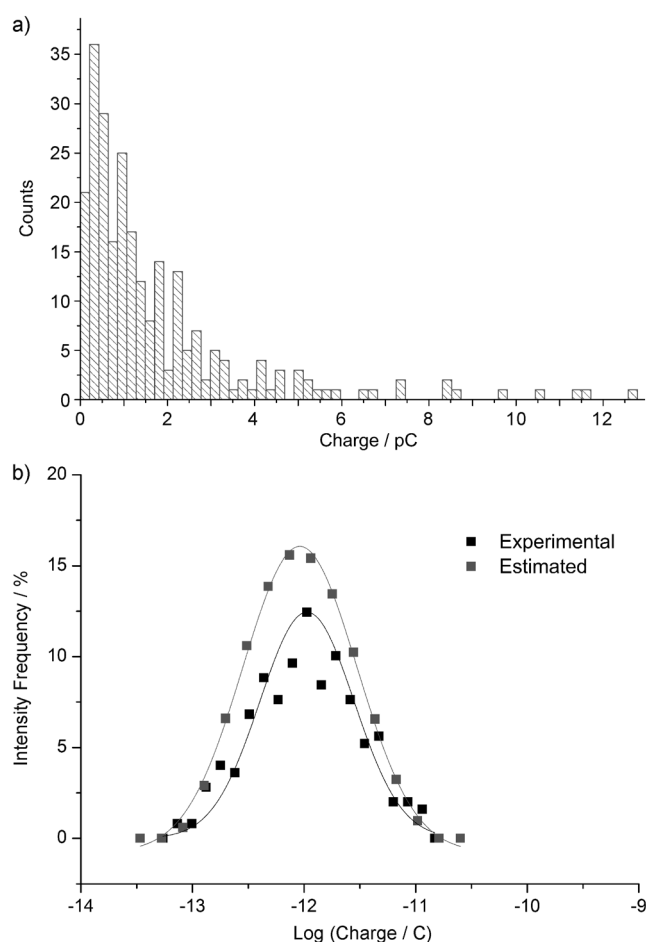 a)
35
30
25
20
15
10
5
0
Counts
0 2 4 6 8 10 12
Charge / pC
b)
20
15
10
5
0
Intensity Frequency / %
Experimental
Estimated
-14 -13 -12 -11 -10 -9
Log (Charge / C)